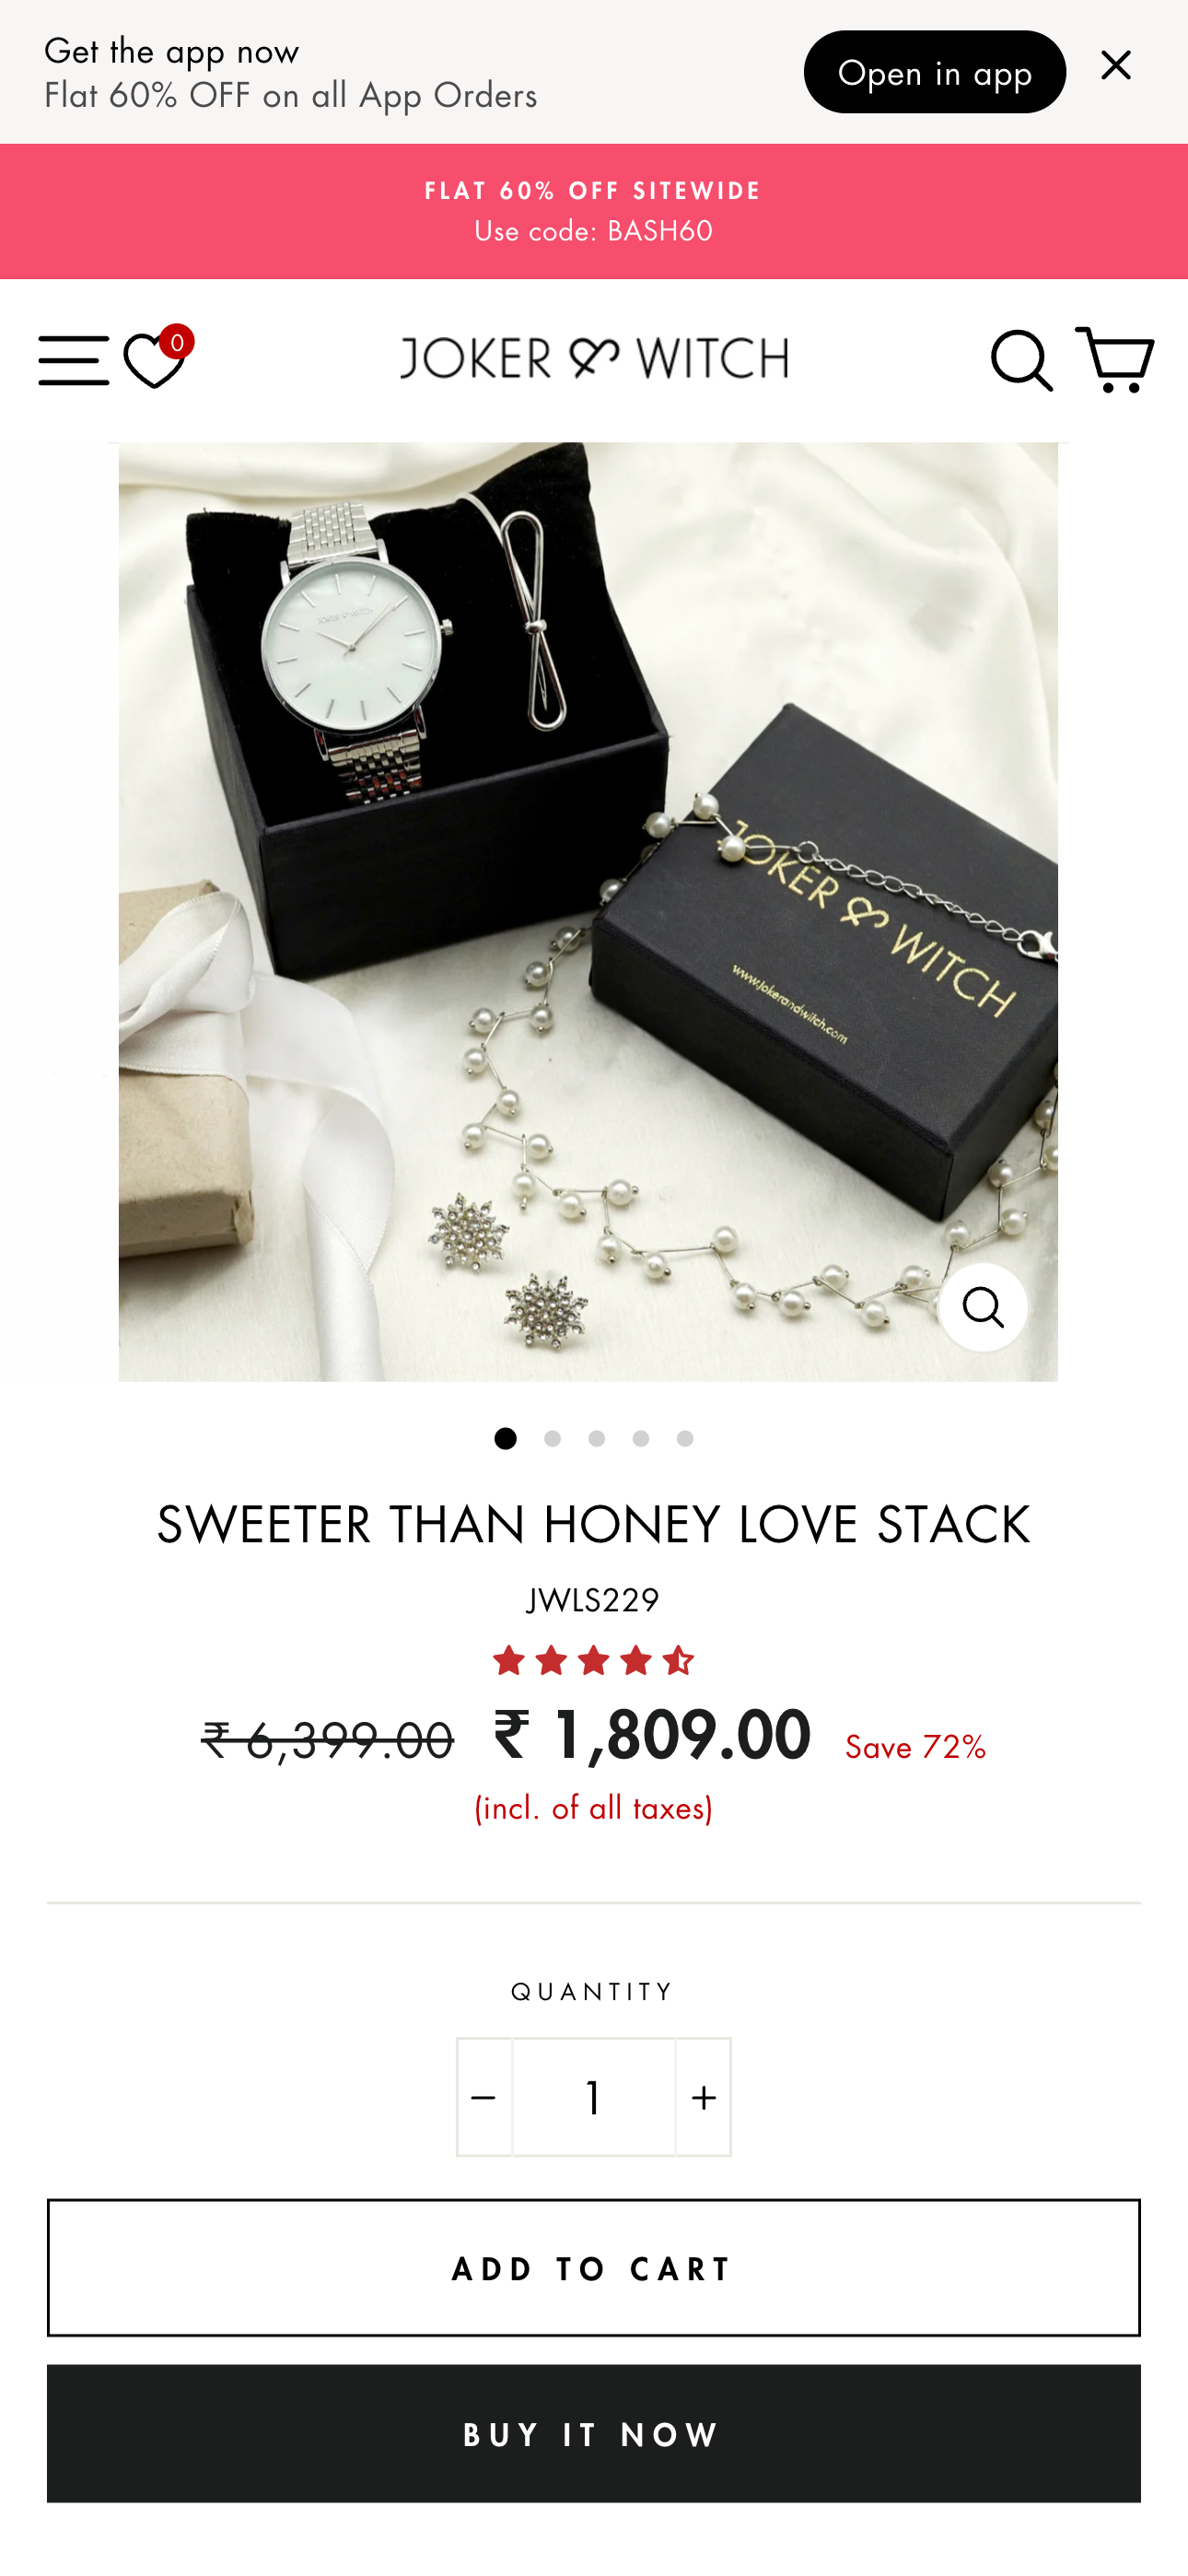 Get the app now
Flat 60% OFF on all App Orders
Open in app
FLAT 60% OFF SITEWIDE
Use code: BASH60
0
JOKER & WITCH
JOKER & WITCH
JOKER & WITCH
www.jokerandwitch.com
SWEETER THAN HONEY LOVE STACK
JWLS229
₹ 6,399.00 ₹ 1,809.00 Save 72%
(incl. of all taxes)
QUANTITY
− 1 +
ADD TO CART
BUY IT NOW